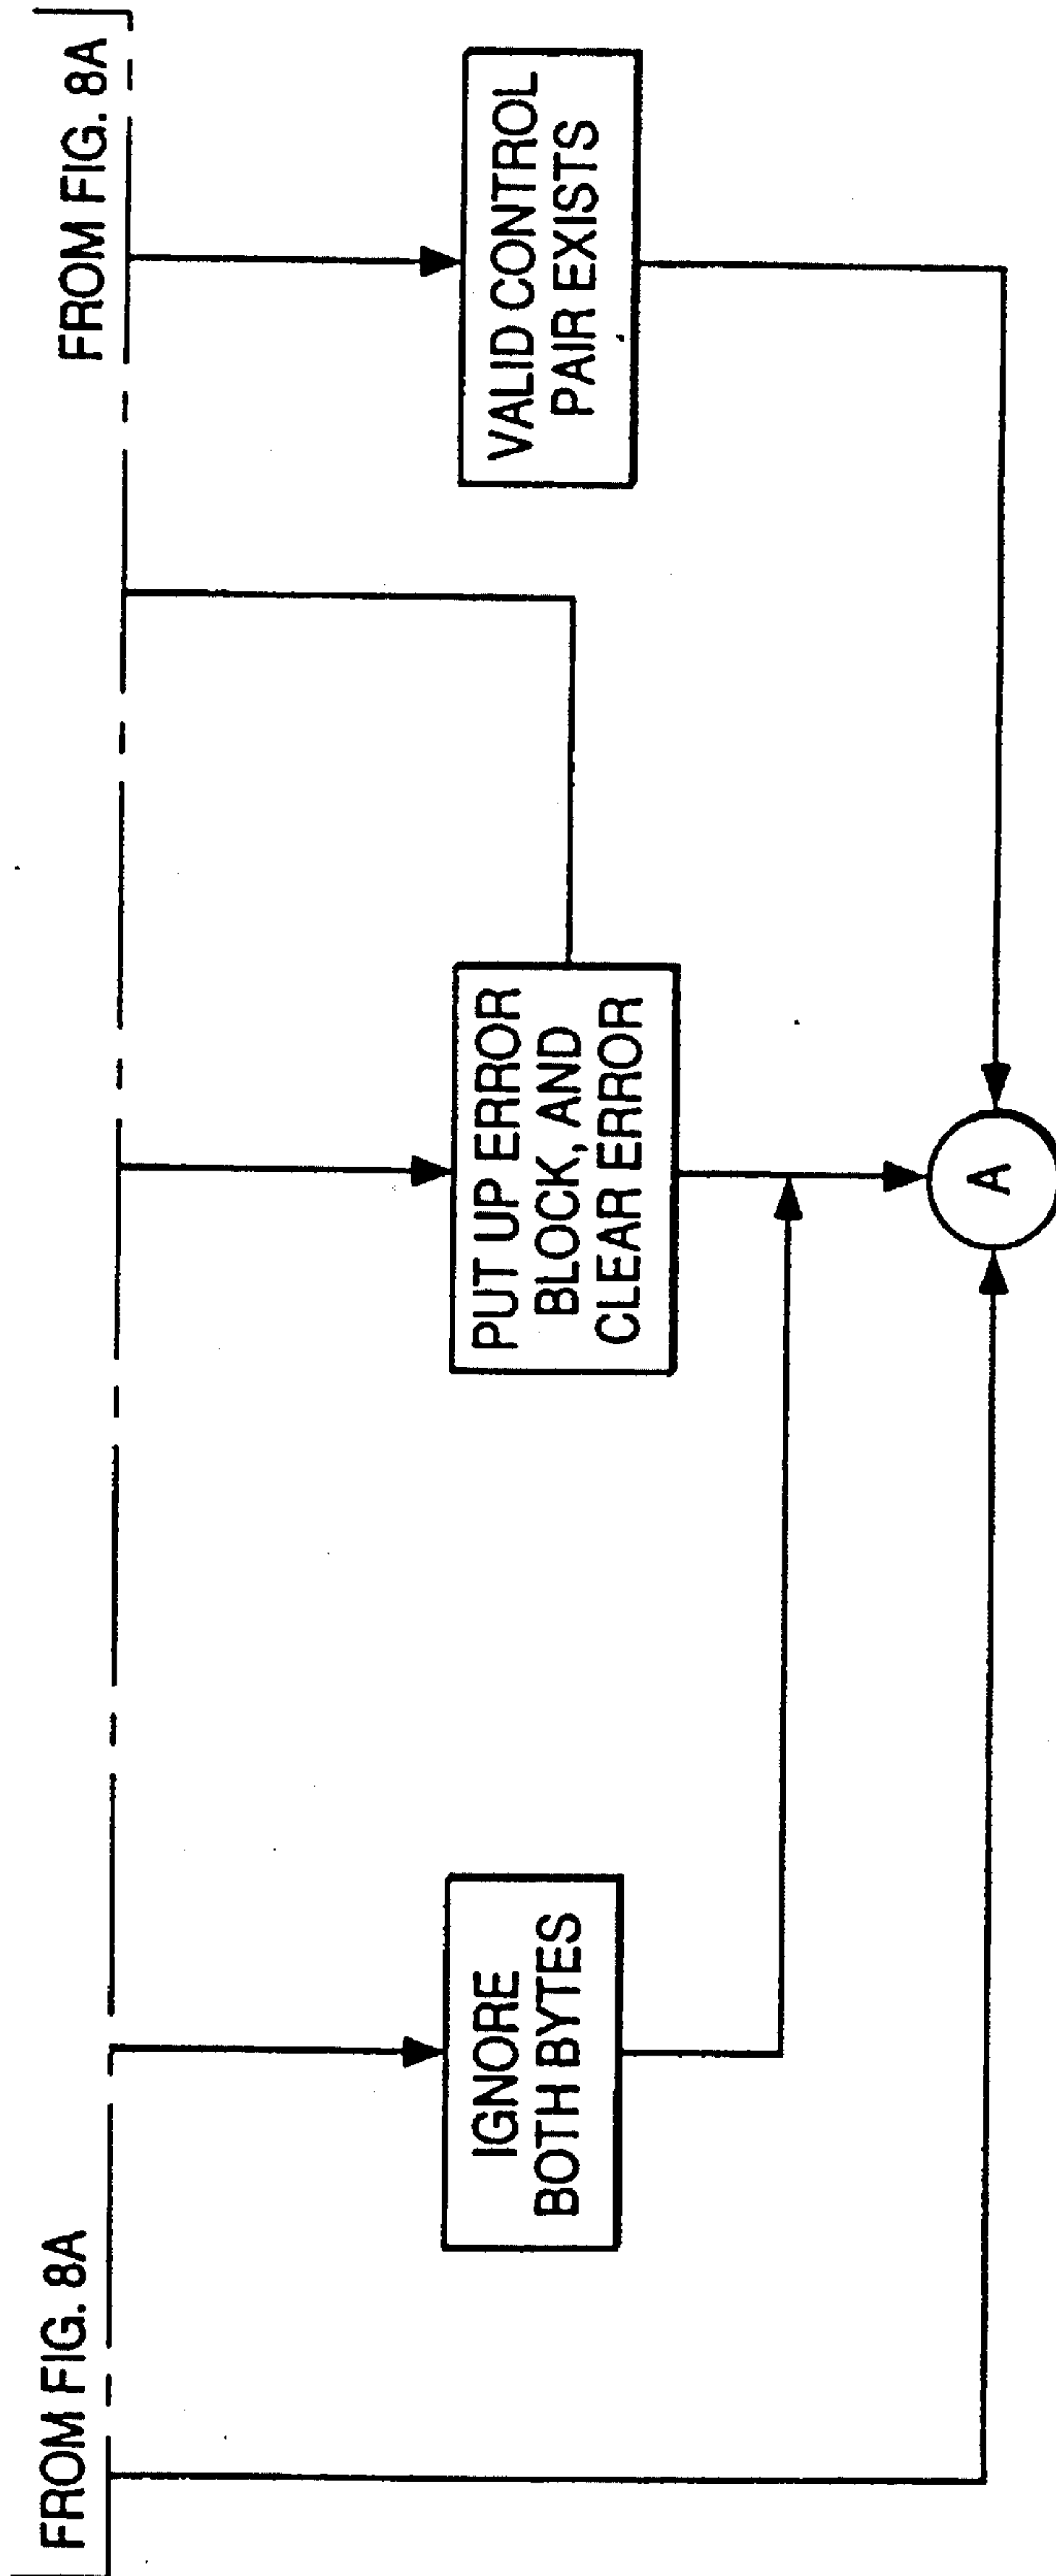 FROM FIG. 8A
FROM FIG. 8A
IGNORE
BOTH BYTES
PUT UP ERROR
BLOCK, AND
CLEAR ERROR
VALID CONTROL
PAIR EXISTS
A